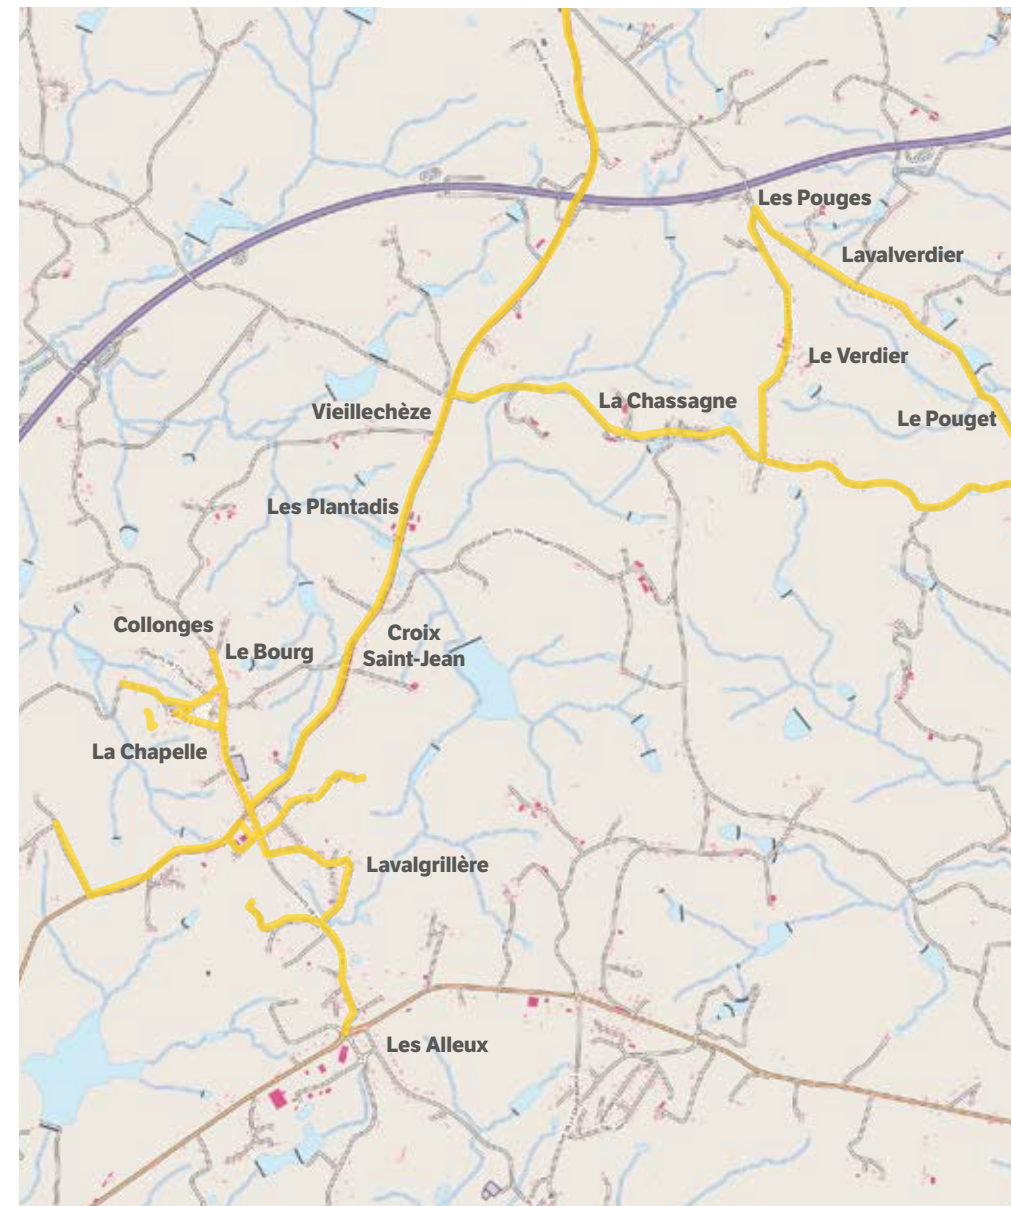 Les Pouges
Lavalverdier
Le Verdier
La Chassagne
Vieillechèze
Le Pouget
Les Plantadis
Collonges
Le Bourg
Croix
Saint-Jean
La Chapelle
Lavalgrillère
Les Alleux